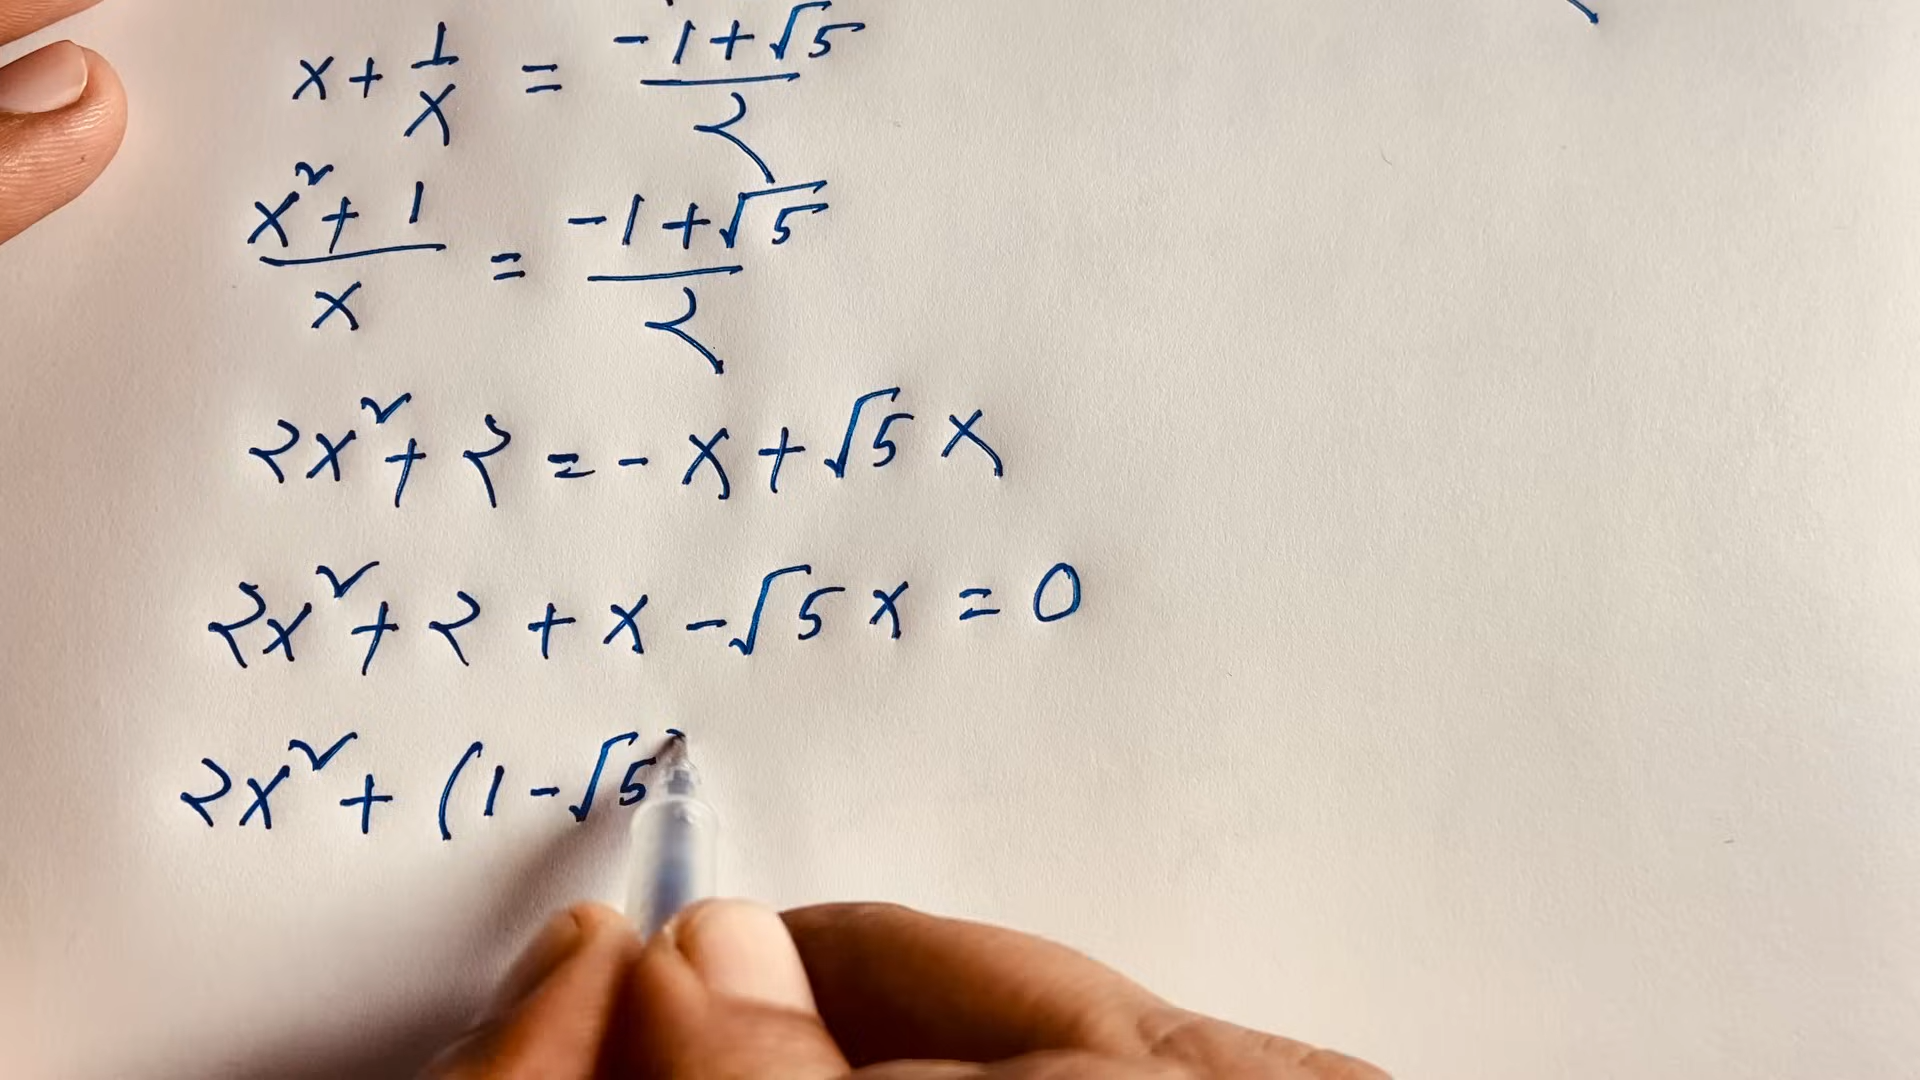 x + 1/x = (-1+√5)/2
(x²+1)/x = (-1+√5)/2
2x² + 2 = -x + √5 x
2x² + 2 + x - √5 x = 0
2x² + (1 - √5